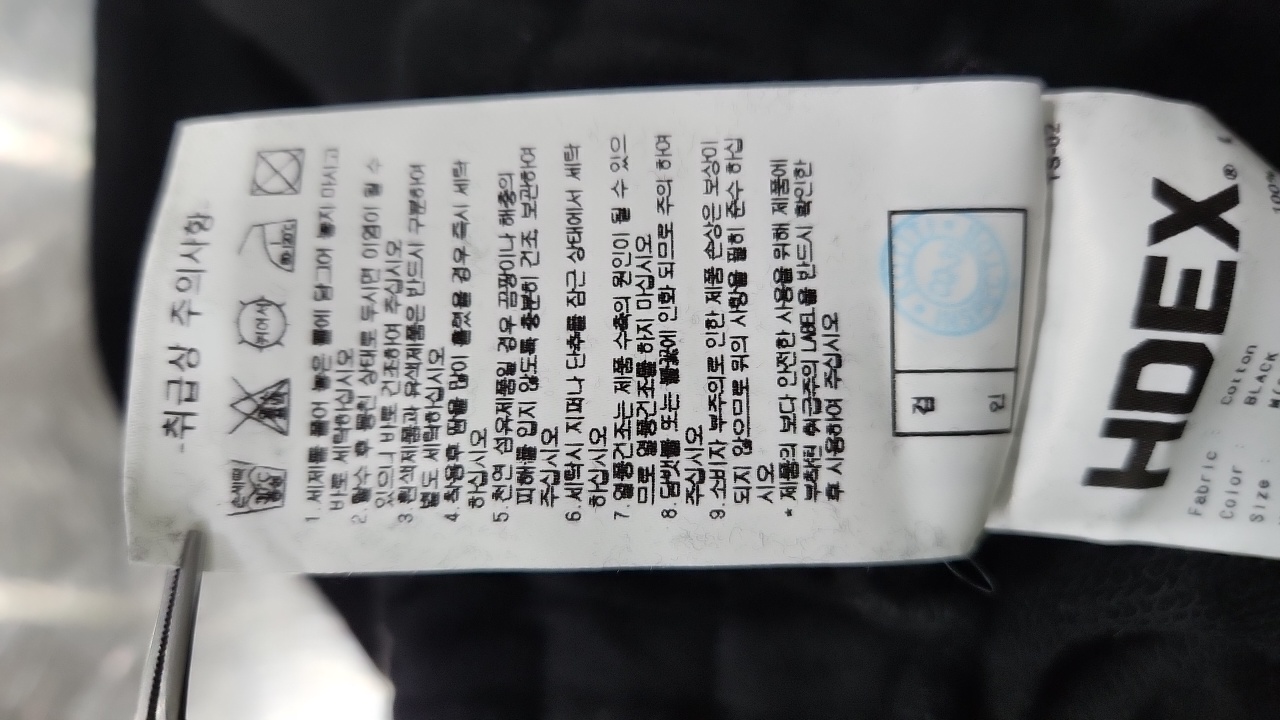 취급상 주의사항
손세탁
30℃
중성
쥐어서
120℃
1. 세제를 풀어 놓은 물에 담그어 놓지 마시고
바로 세탁하십시오
2. 탈수 후 뭉친 상태로 두시면 이염이 될 수
있으니 바로 건조하여 주십시오
3. 흰색제품과 유색제품은 반드시 구분하여
별도 세탁하십시오
4. 착용후 땀을 많이 흘렸을 경우 즉시 세탁
하십시오
5. 천연 섬유제품일 경우 곰팡이나 해충의
피해를 입지 않도록 충분히 건조, 보관하여
주십시오
6. 세탁시 지퍼나 단추를 잠근 상태에서 세탁
하십시오
7. 열풍건조는 제품 수축의 원인이 될 수 있으
므로 열풍건조를 하지 마십시오
8. 담뱃불 또는 불꽃에 인화 되므로 주의 하여
주십시오
9. 소비자 부주의로 인한 제품 손상은 보상이
되지 않으므로 위의 사항을 필히 준수 하십
시오
* 제품의 보다 안전한 사용을 위해 제품에
부착된 취급주의 LABEL을 반드시 확인한
후 사용하여 주십시오
검 인
HDEX®
Fabric : Cotton 100%
Color : BLACK
Size :